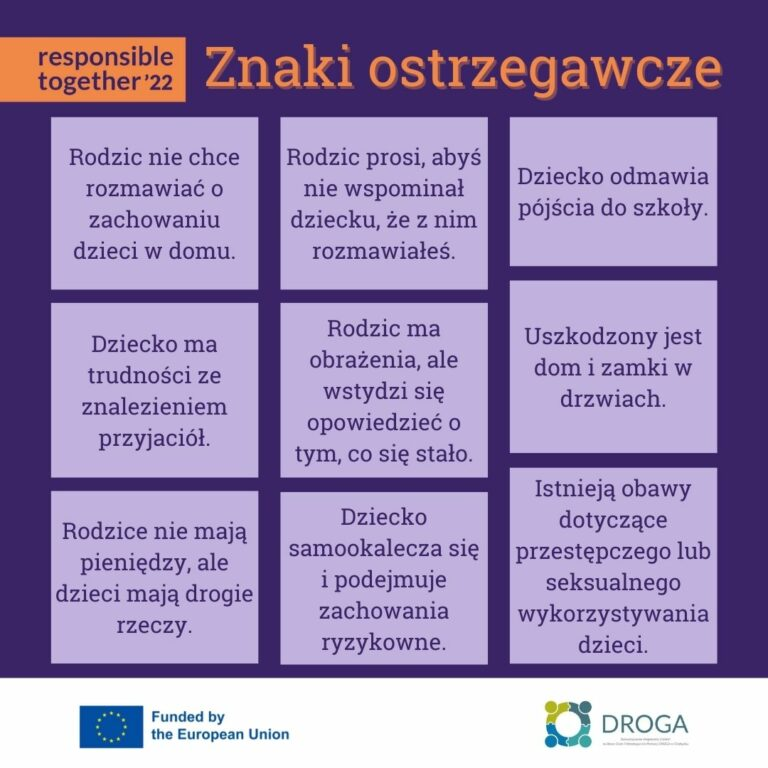 responsible
together '22
Znaki ostrzegawcze
Rodzic nie chce
rozmawiać o
zachowaniu
dzieci w domu.
Rodzic prosi, abyś
nie wspominał
dziecku, że z nim
rozmawiałeś.
Dziecko odmawia
pójścia do szkoły.
Dziecko ma
trudności ze
znalezieniem
przyjaciół.
Rodzic ma
obrażenia, ale
wstydzi się
opowiedzieć o
tym, co się stało.
Uszkodzony jest
dom i zamki w
drzwiach.
Rodzice nie mają
pieniędzy, ale
dzieci mają drogie
rzeczy.
Dziecko
samookalecza się
i podejmuje
zachowania
ryzykowne.
Istnieją obawy
dotyczące
przestępczego lub
seksualnego
wykorzystywania
dzieci.
Funded by
the European Union
DROGA